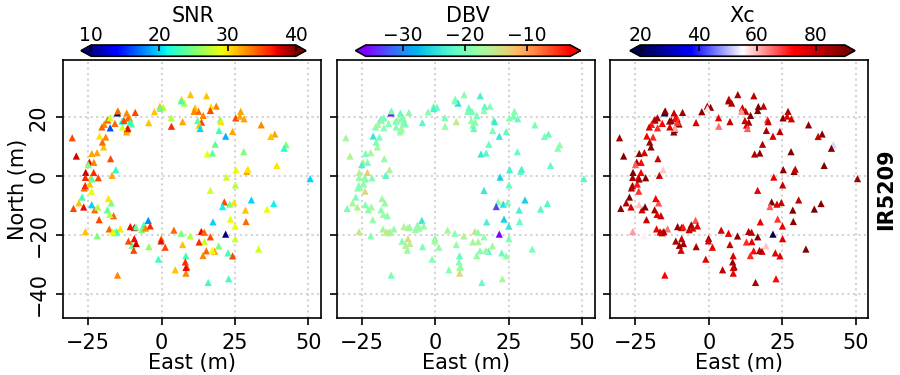 SNR DBV Xc
10 20 30 40 −30 −20 −10 20 40 60 80
20
0
−20
−40
North (m)
IR5209
−25 0 25 50 −25 0 25 50 −25 0 25 50
East (m) East (m) East (m)